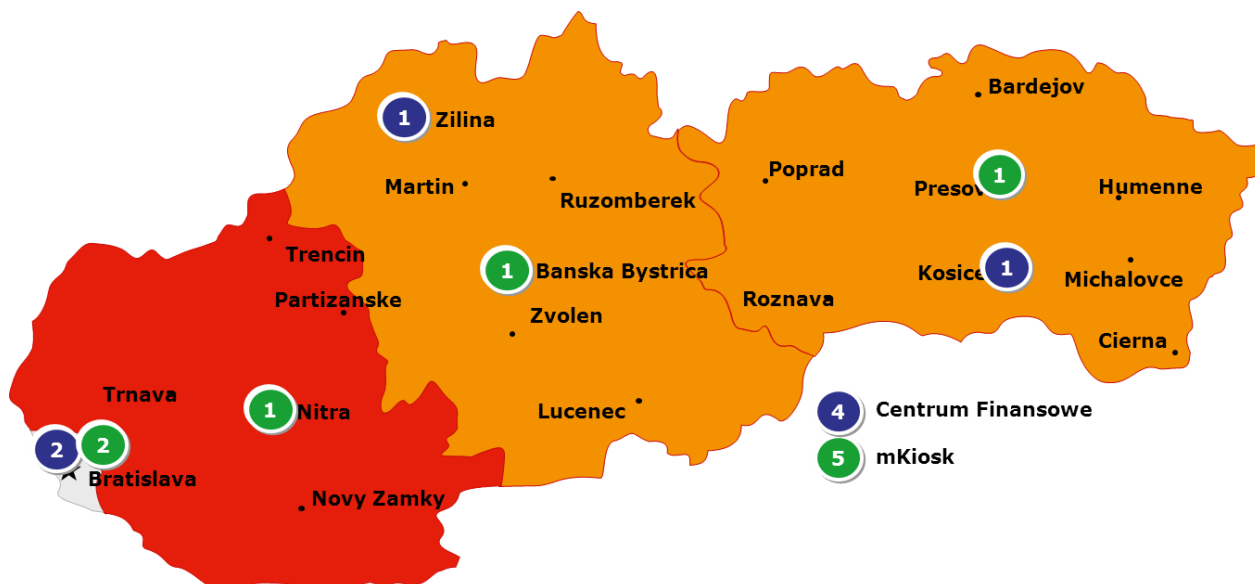 Bardejov
1
Zilina
Poprad
1
Presov
Humenne
Martin
Ruzomberek
Trencin
1
Banska Bystrica
Kosice
1
Michalovce
Partizanske
Roznava
Zvolen
Cierna
Trnava
1
Nitra
Lucenec
4
Centrum Finansowe
2
2
5
mKiosk
Bratislava
Novy Zamky